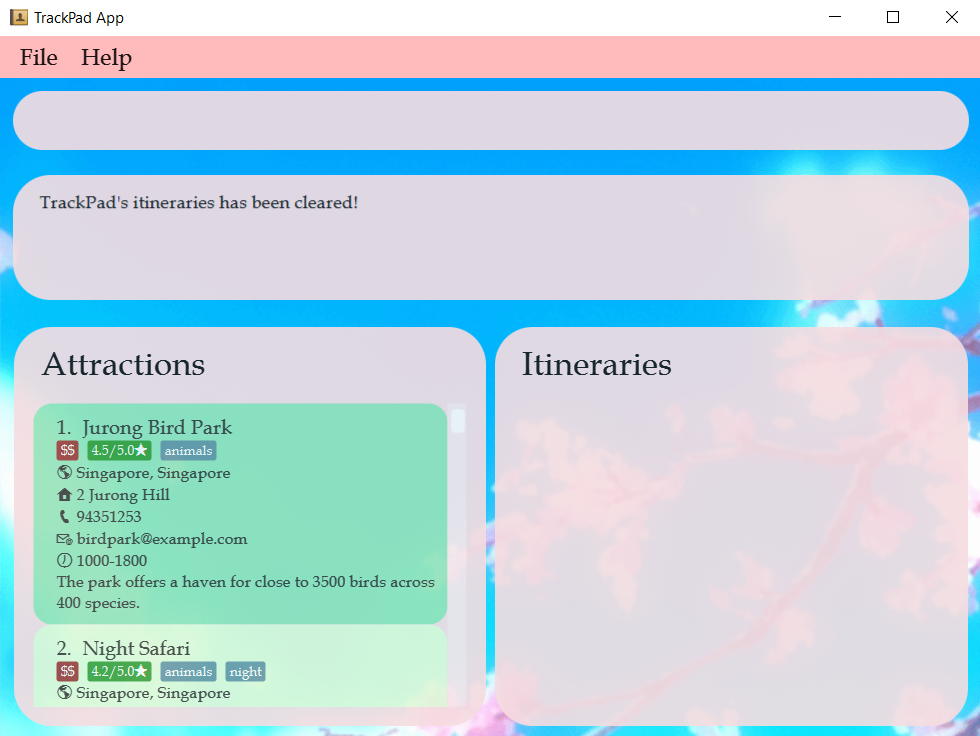 TrackPad App
File Help
TrackPad's itineraries has been cleared!
Attractions
1. Jurong Bird Park
$$ 4.5/5.0★ animals
Singapore, Singapore
2 Jurong Hill
94351253
birdpark@example.com
1000-1800
The park offers a haven for close to 3500 birds across
400 species.
2. Night Safari
$$ 4.2/5.0★ animals night
Singapore, Singapore
Itineraries